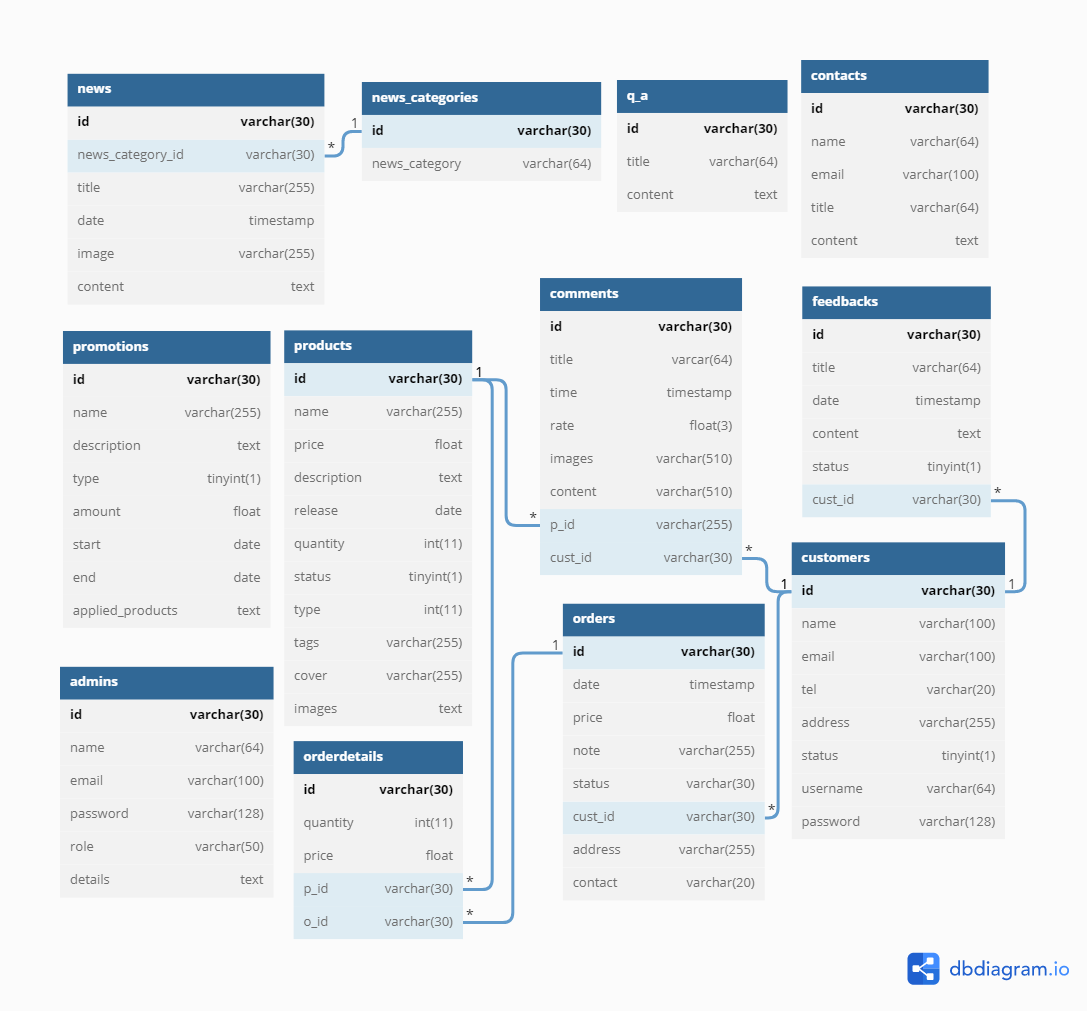 news
id varchar(30)
news_category_id varchar(30)
title varchar(255)
date timestamp
image varchar(255)
content text
* 1
news_categories
id varchar(30)
news_category varchar(64)
q_a
id varchar(30)
title varchar(64)
content text
contacts
id varchar(30)
name varchar(64)
email varchar(100)
title varchar(64)
content text
promotions
id varchar(30)
name varchar(255)
description text
type tinyint(1)
amount float
start date
end date
applied_products text
products
id varchar(30)
name varchar(255)
price float
description text
release date
quantity int(11)
status tinyint(1)
type int(11)
tags varchar(255)
cover varchar(255)
images text
1
*
comments
id varchar(30)
title varcar(64)
time timestamp
rate float(3)
images varchar(510)
content varchar(510)
p_id varchar(255)
cust_id varchar(30)
*
feedbacks
id varchar(30)
title varchar(64)
date timestamp
content text
status tinyint(1)
cust_id varchar(30)
*
customers
1 1
id varchar(30)
name varchar(100)
email varchar(100)
tel varchar(20)
address varchar(255)
status tinyint(1)
username varchar(64)
password varchar(128)
admins
id varchar(30)
name varchar(64)
email varchar(100)
password varchar(128)
role varchar(50)
details text
orderdetails
id varchar(30)
quantity int(11)
price float
p_id varchar(30)
o_id varchar(30)
*
*
1
orders
id varchar(30)
date timestamp
price float
note varchar(255)
status varchar(30)
cust_id varchar(30)
address varchar(255)
contact varchar(20)
*
dbdiagram.io